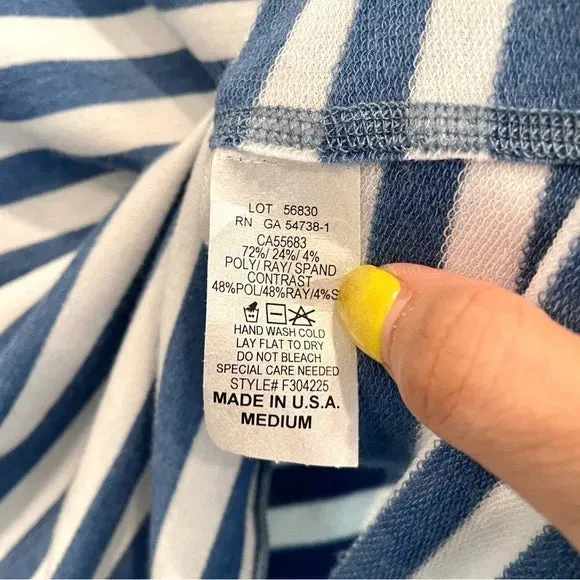 LOT 56830
RN GA 54738-1
CA55683
72%/ 24%/ 4%
POLY/ RAY/ SPAND
CONTRAST
48%POL/48%RAY/4%S
HAND WASH COLD
LAY FLAT TO DRY
DO NOT BLEACH
SPECIAL CARE NEEDED
STYLE# F304225
MADE IN U.S.A.
MEDIUM